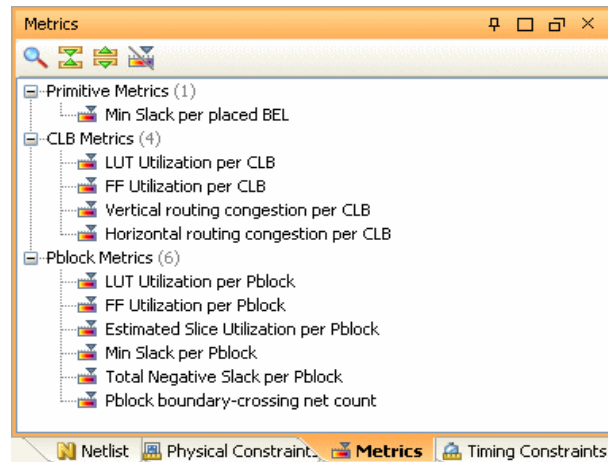 Metrics
Primitive Metrics (1)
Min Slack per placed BEL
CLB Metrics (4)
LUT Utilization per CLB
FF Utilization per CLB
Vertical routing congestion per CLB
Horizontal routing congestion per CLB
Pblock Metrics (6)
LUT Utilization per Pblock
FF Utilization per Pblock
Estimated Slice Utilization per Pblock
Min Slack per Pblock
Total Negative Slack per Pblock
Pblock boundary-crossing net count
Netlist Physical Constraint Metrics Timing Constraints